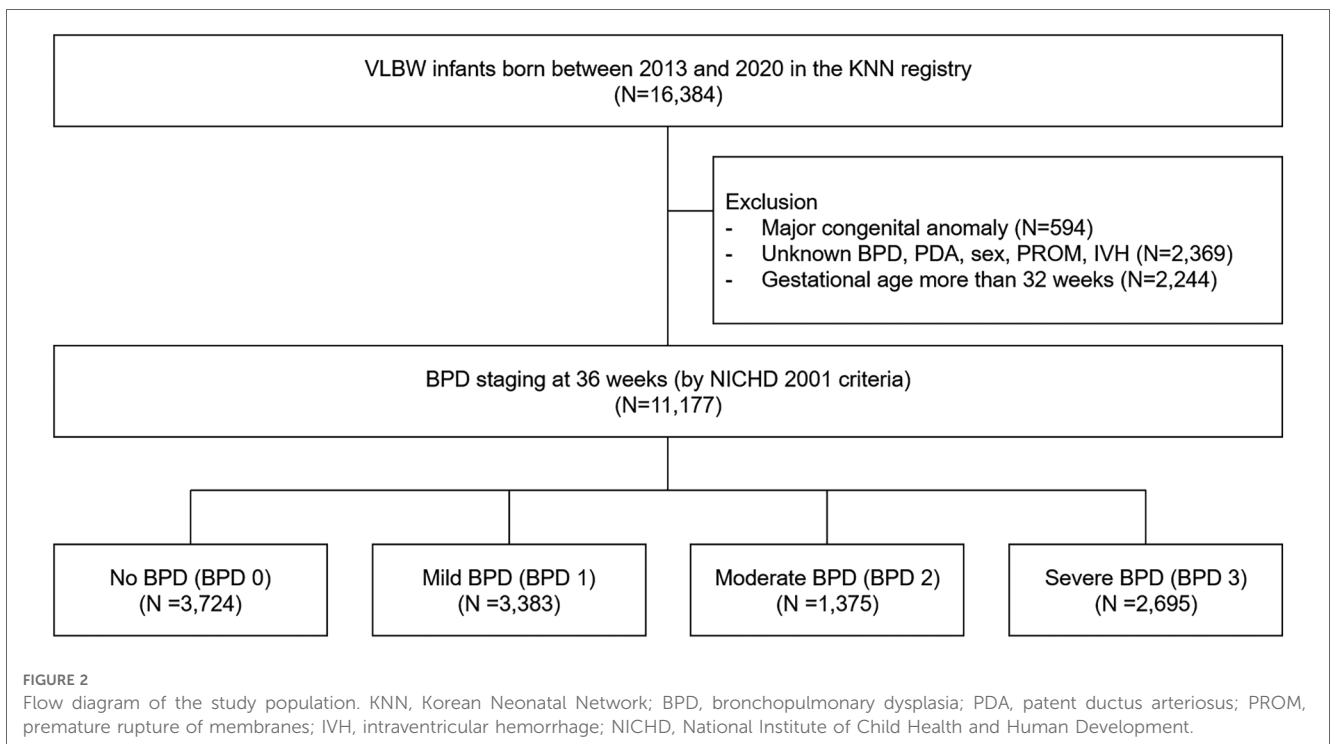 VLBW infants born between 2013 and 2020 in the KNN registry
(N=16,384)
Exclusion
- Major congenital anomaly (N=594)
- Unknown BPD, PDA, sex, PROM, IVH (N=2,369)
- Gestational age more than 32 weeks (N=2,244)
BPD staging at 36 weeks (by NICHD 2001 criteria)
(N=11,177)
No BPD (BPD 0)
(N =3,724)
Mild BPD (BPD 1)
(N =3,383)
Moderate BPD (BPD 2)
(N =1,375)
Severe BPD (BPD 3)
(N =2,695)
FIGURE 2
Flow diagram of the study population. KNN, Korean Neonatal Network; BPD, bronchopulmonary dysplasia; PDA, patent ductus arteriosus; PROM,
premature rupture of membranes; IVH, intraventricular hemorrhage; NICHD, National Institute of Child Health and Human Development.